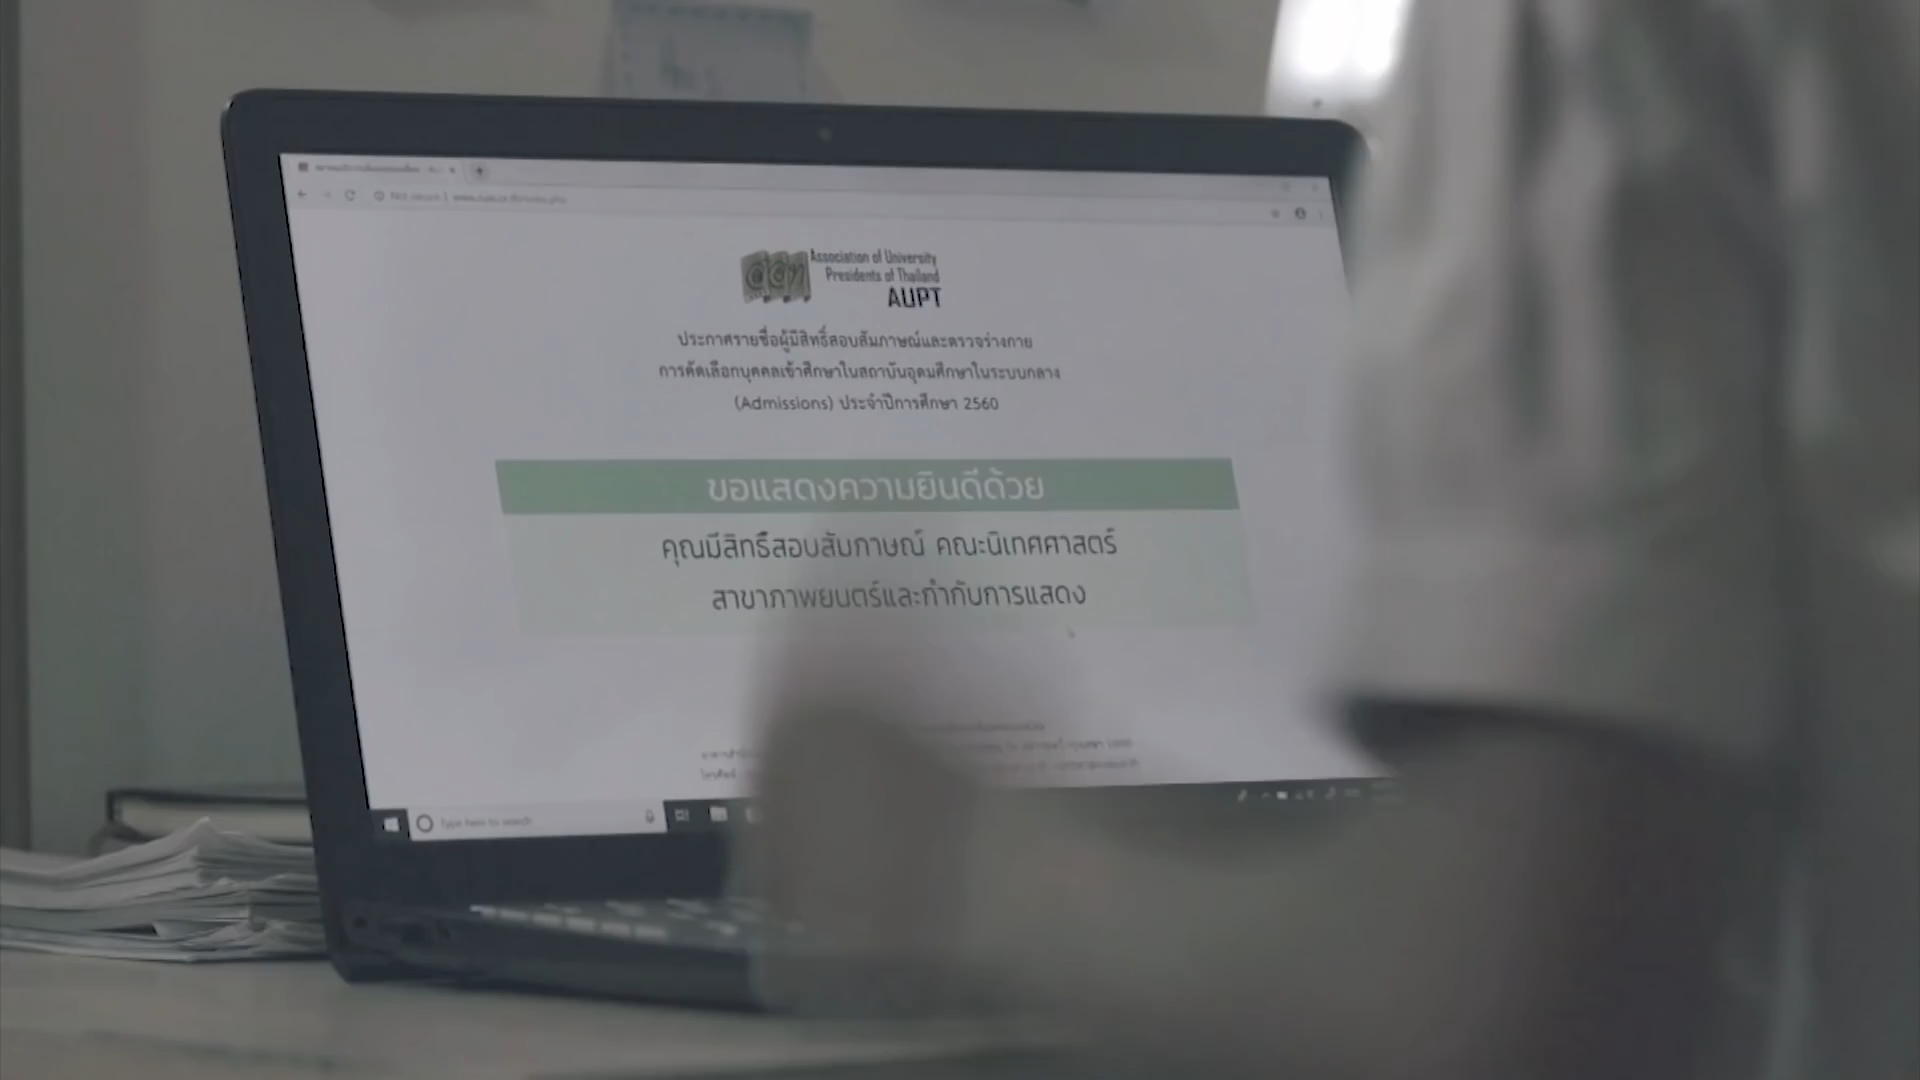 Not secure
Association of University
Presidents of Thailand
AUPT
ประกาศรายชื่อผู้มีสิทธิ์สอบสัมภาษณ์และตรวจร่างกาย
การคัดเลือกบุคคลเข้าศึกษาในสถาบันอุดมศึกษาในระบบกลาง
(Admissions) ประจำปีการศึกษา 2560
ขอแสดงความยินดีด้วย
คุณมีสิทธิ์สอบสัมภาษณ์ คณะนิเทศศาสตร์
สาขาภาพยนตร์และกำกับการแสดง
Type here to search